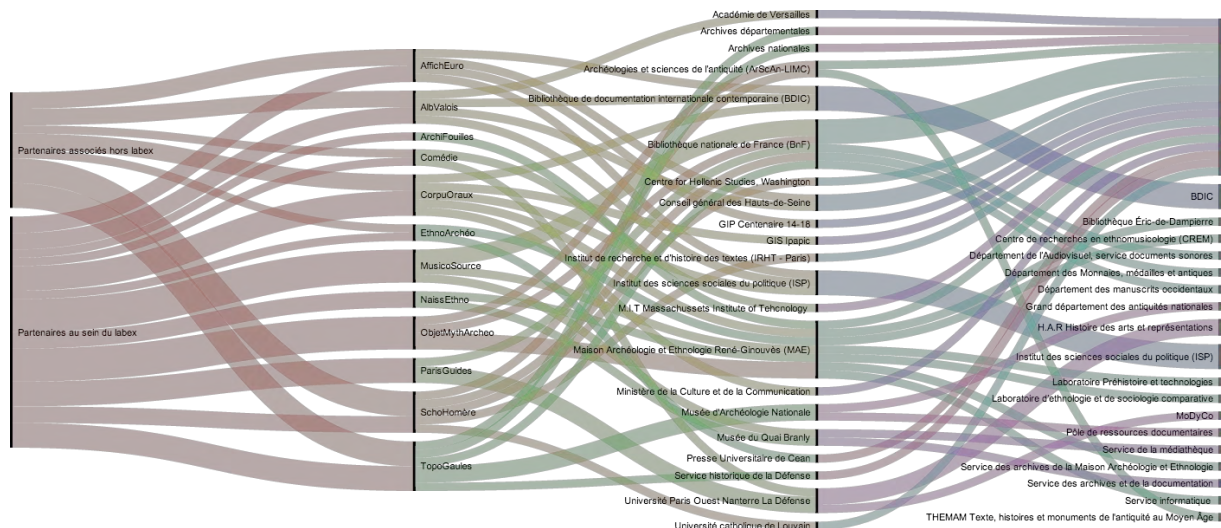 Partenaires associés hors labex
Partenaires au sein du labex
AffichEuro
AlbValois
ArchiFouilles
Comédie
CorpuOraux
EthnoArchéo
MusicoSource
NaissEthno
ObjetMythArcheo
ParisGuides
SchoHomère
TopoGaules
Académie de Versailles
Archives départementales
Archives nationales
Archéologies et sciences de l'antiquité (ArScAn-LIMC)
Bibliothèque de documentation internationale contemporaine (BDIC)
Bibliothèque nationale de France (BnF)
Centre for Hellenic Studies, Washington
Conseil général des Hauts-de-Seine
GIP Centenaire 14-18
GIS Ipapic
Institut de recherche et d'histoire des textes (IRHT - Paris)
Institut des sciences sociales du politique (ISP)
M.I.T Massachussets Institute of Tehcnology
Maison Archéologie et Ethnologie René-Ginouvès (MAE)
Ministère de la Culture et de la Communication
Musée d'Archéologie Nationale
Musée du Quai Branly
Presse Universitaire de Cean
Service historique de la Défense
Université Paris Ouest Nanterre La Défense
Université catholique de Louvain
BDIC
Bibliothèque Éric-de-Dampierre
Centre de recherches en ethnomusicologie (CREM)
Département de l'Audiovisuel, service documents sonores
Département des Monnaies, médailles et antiques
Département des manuscrits occidentaux
Grand département des antiquités nationales
H.A.R Histoire des arts et représentations
Institut des sciences sociales du politique (ISP)
Laboratoire Préhistoire et technologies
Laboratoire d'ethnologie et de sociologie comparative
MoDyCo
Pôle de ressources documentaires
Service de la médiathèque
Service des archives de la Maison Archéologie et Ethnologie
Service des archives et de la documentation
Service informatique
THEMAM Texte, histoires et monuments de l'antiquité au Moyen Âge